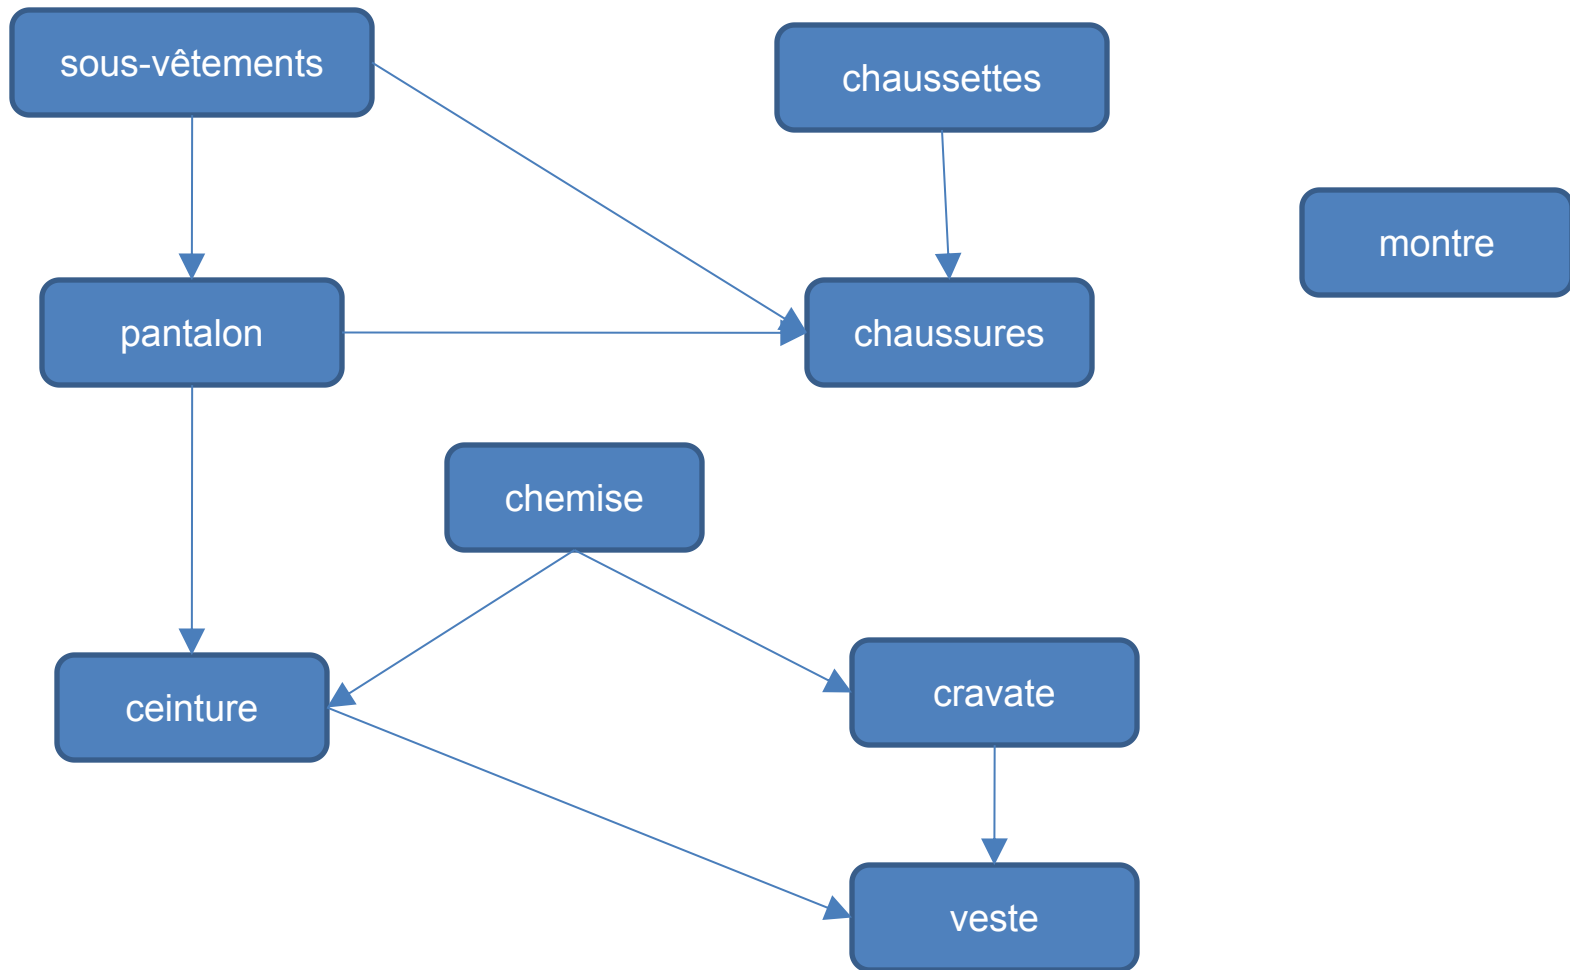 sous-vêtements
chaussettes
montre
pantalon
chaussures
chemise
ceinture
cravate
veste